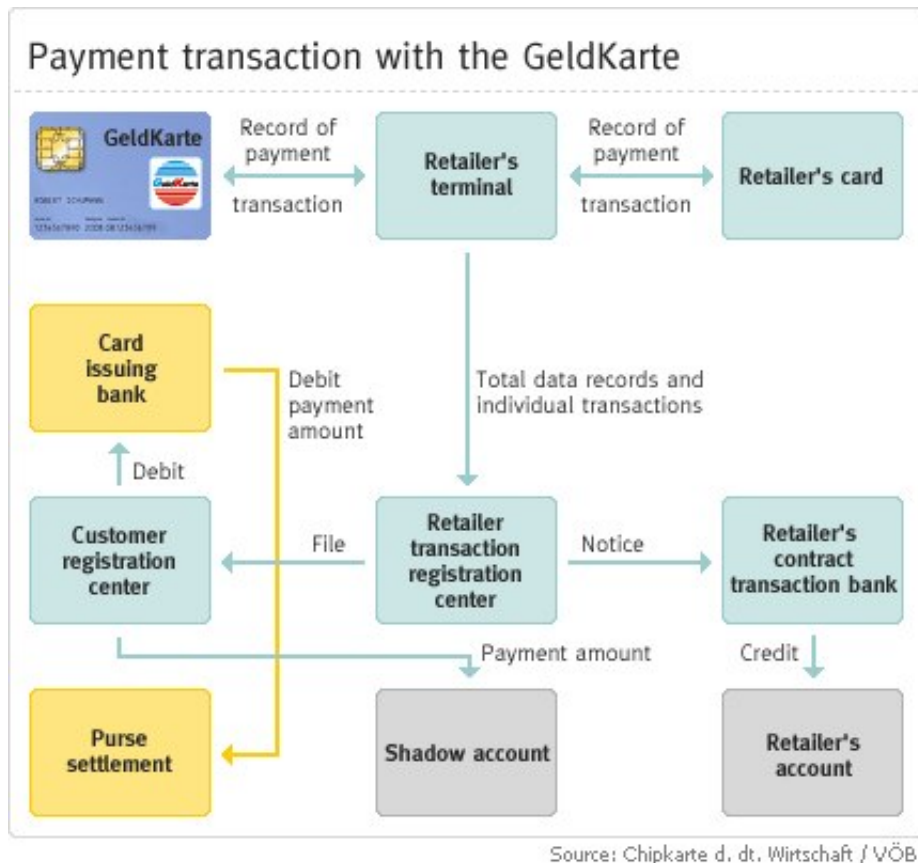 Payment transaction with the GeldKarte
GeldKarte
GeldKarte
Record of
payment
transaction
Retailer's
terminal
Record of
payment
transaction
Retailer's card
Card
issuing
bank
Debit
payment
amount
Total data records and
individual transactions
Debit
Customer
registration
center
File
Retailer
transaction
registration
center
Notice
Retailer's
contract
transaction bank
Payment amount
Credit
Purse
settlement
Shadow account
Retailer's
account
Source: Chipkarte d. dt. Wirtschaft / VÖB